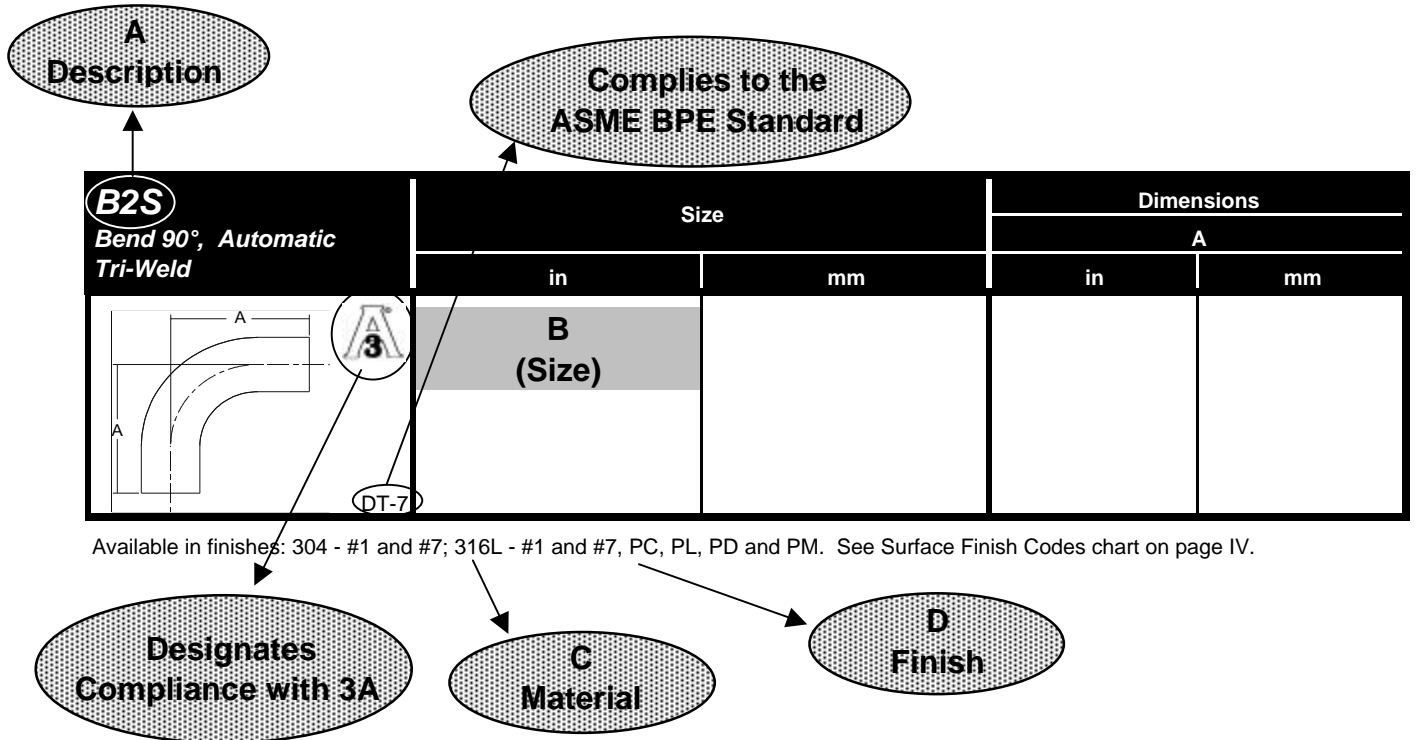 A
Description
Complies to the
ASME BPE Standard
B2S
Bend 90°, Automatic
Tri-Weld
Size
Dimensions
A
in
mm
in
mm
A
A
3
A
DT-7
B
(Size)
Available in finishes: 304 - #1 and #7; 316L - #1 and #7, PC, PL, PD and PM. See Surface Finish Codes chart on page IV.
Designates
Compliance with 3A
C
Material
D
Finish